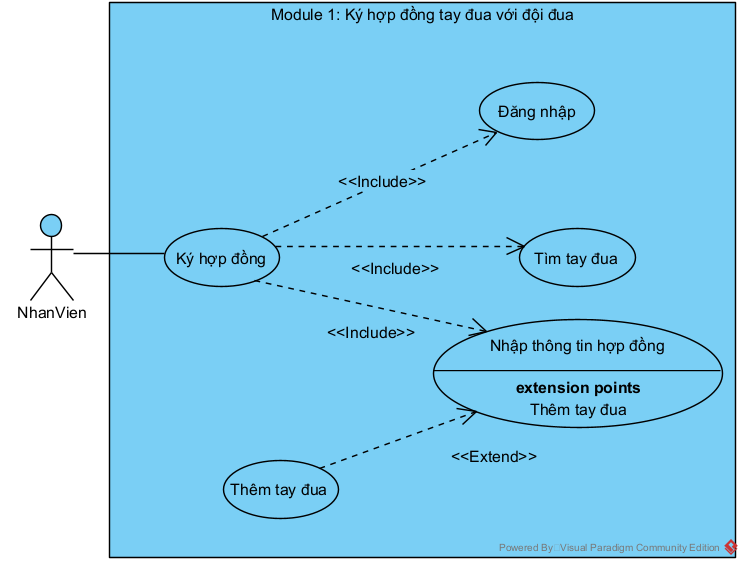 Module 1: Ký hợp đồng tay đua với đội đua
Đăng nhập
<<Include>>
Ký hợp đồng
Tìm tay đua
<<Include>>
NhanVien
<<Include>>
Nhập thông tin hợp đồng
extension points
Thêm tay đua
<<Extend>>
Thêm tay đua
Powered By: Visual Paradigm Community Edition